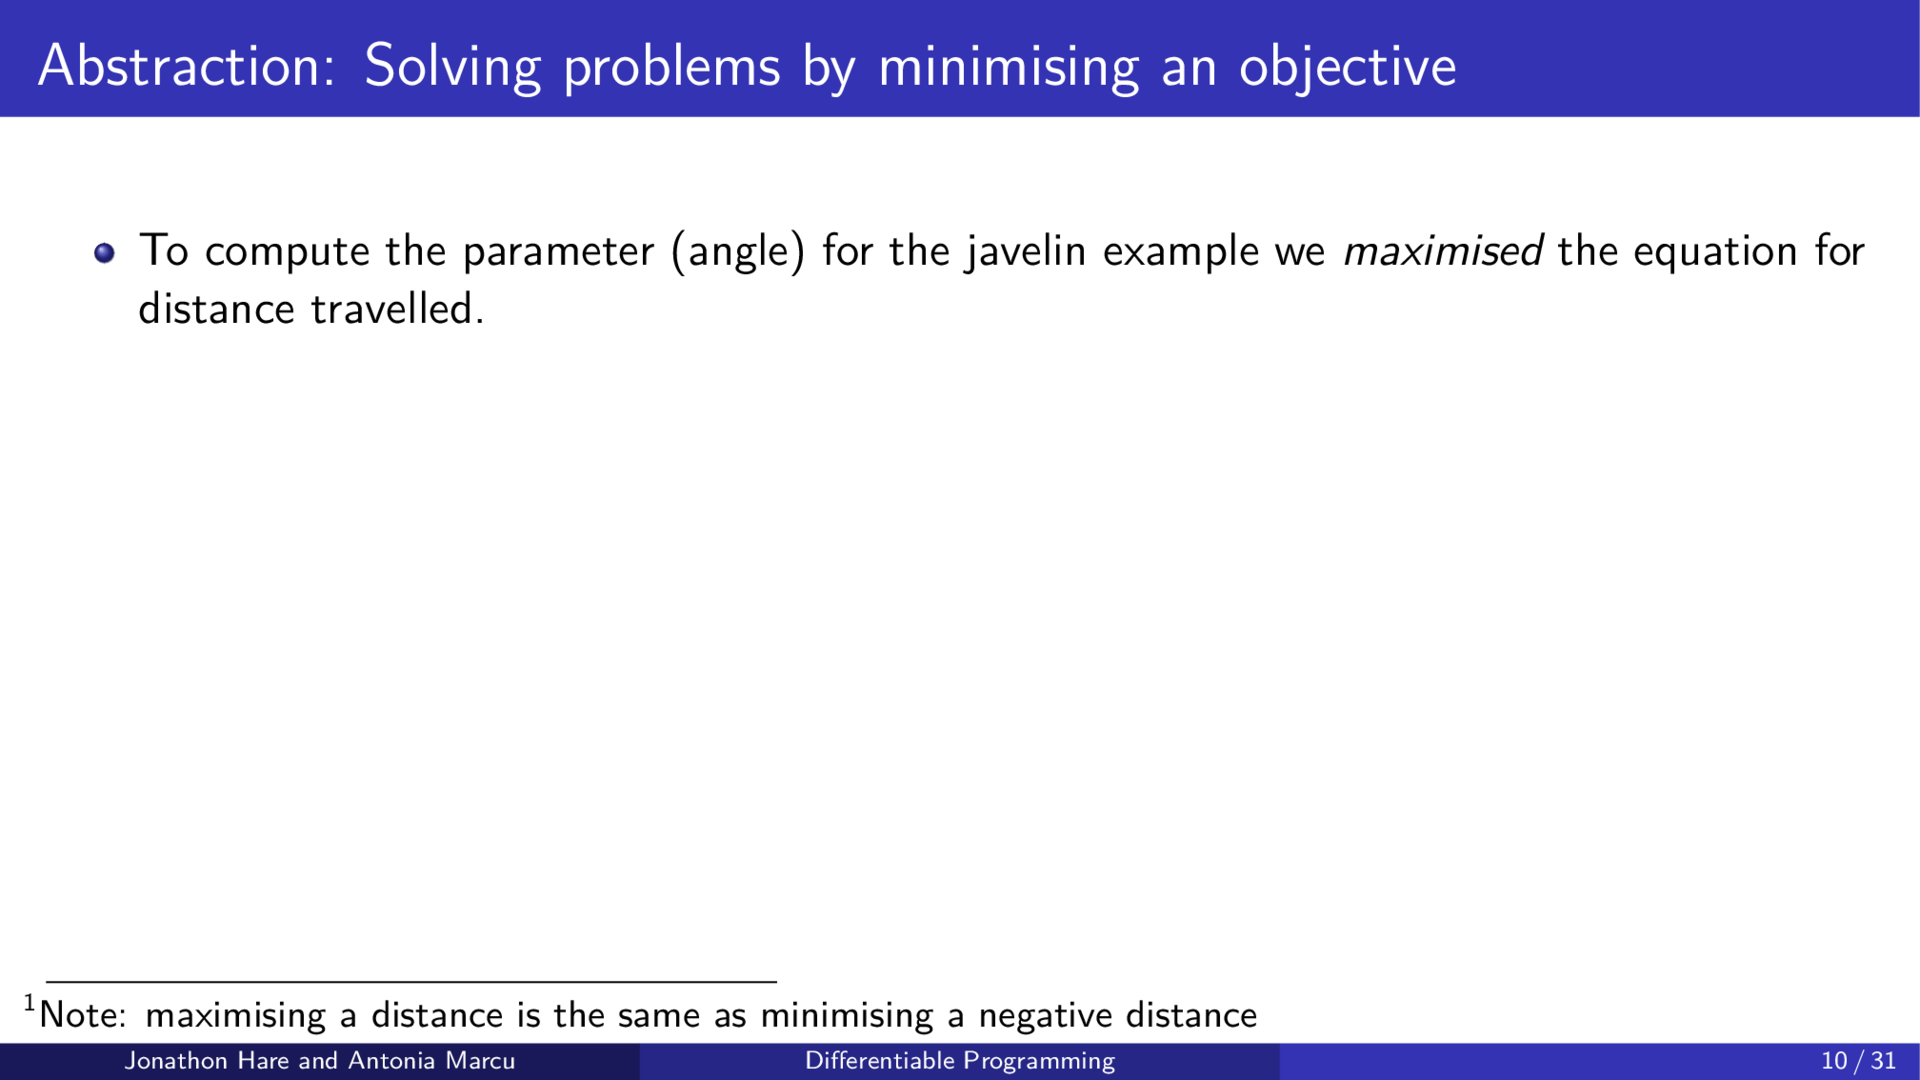 Abstraction: Solving problems by minimising an objective
To compute the parameter (angle) for the javelin example we maximised the equation for
distance travelled.
1Note: maximising a distance is the same as minimising a negative distance
Jonathon Hare and Antonia Marcu
Differentiable Programming
10 / 31